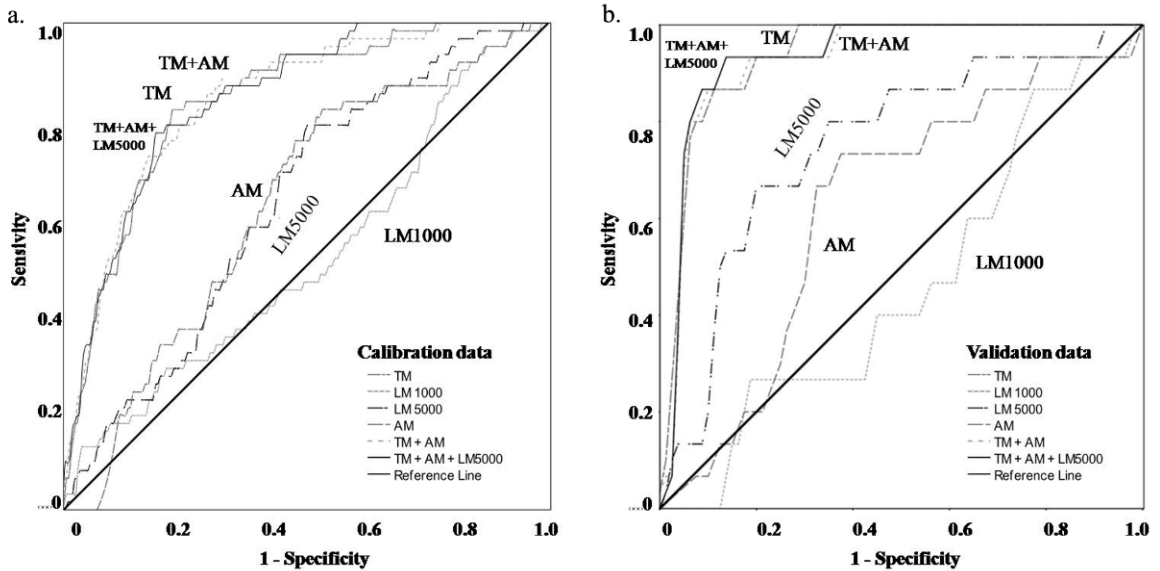 a.
TM+AM
TM
TM+AM+
LM5000
AM
LM5000
LM1000
Sensivity
1.0
0.8
0.6
0.4
0.2
0
Calibration data
TM
LM 1000
LM 5000
AM
TM + AM
TM + AM + LM5000
Reference Line
0 0.2 0.4 0.6 0.8 1.0
1 - Specificity
b.
TM+AM+
LM5000
TM
TM+AM
LM5000
AM
LM1000
Sensivity
1.0
0.8
0.6
0.4
0.2
0
Validation data
TM
LM 1000
LM 5000
AM
TM + AM
TM + AM + LM5000
Reference Line
0 0.2 0.4 0.6 0.8 1.0
1 - Specificity